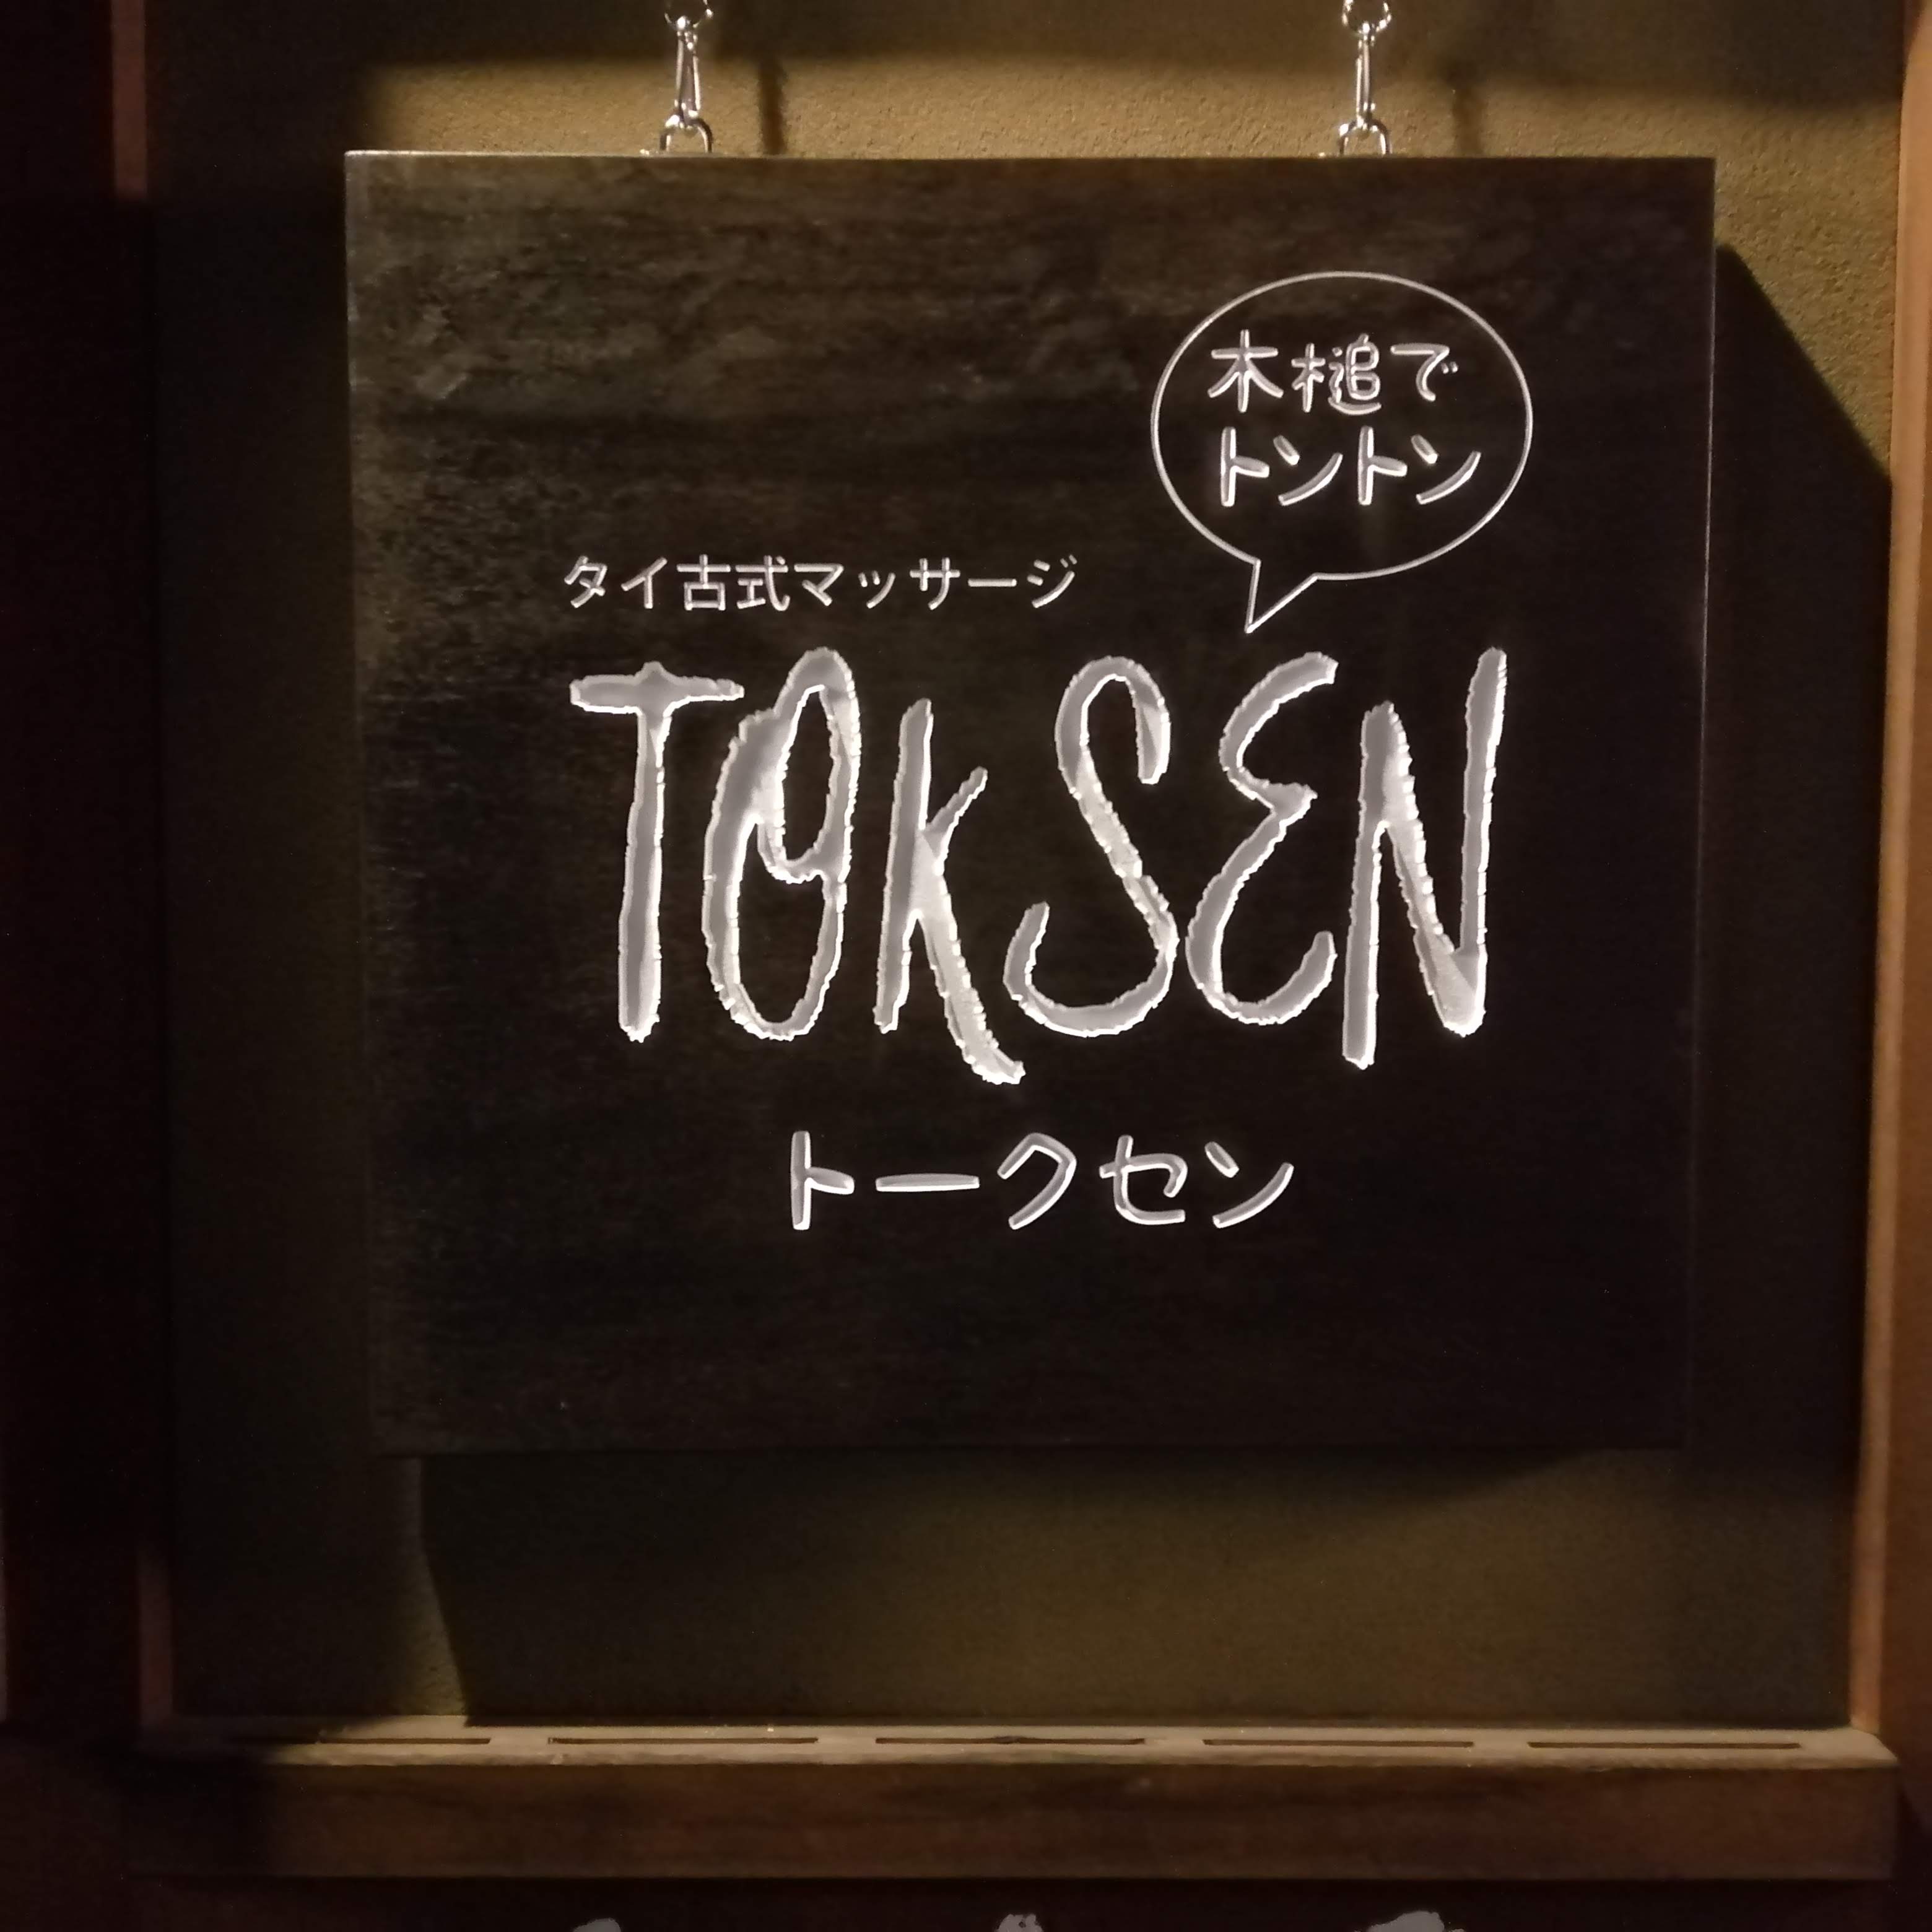 木槌で
トントン
タイ古式マッサージ
TOKSEN
トークセン